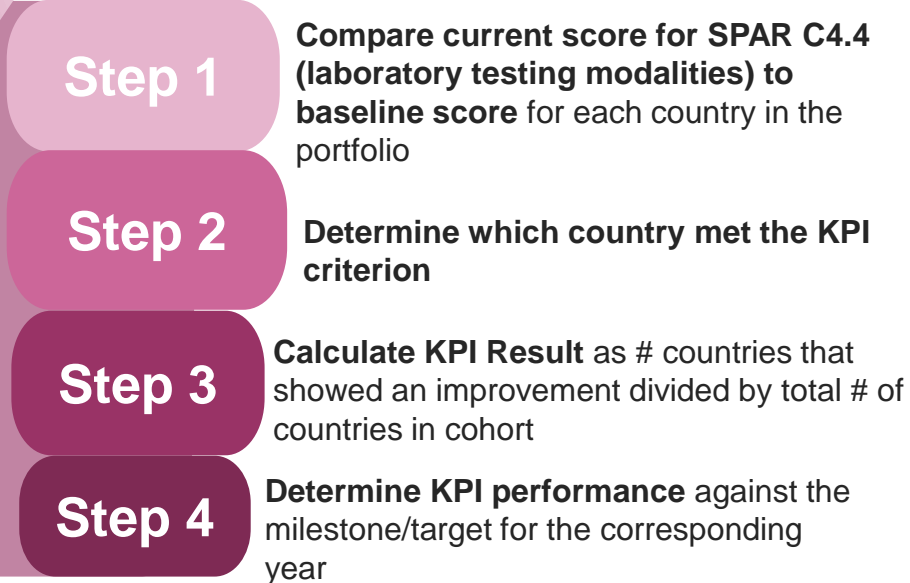 Step 1
Compare current score for SPAR C4.4
(laboratory testing modalities) to
baseline score for each country in the
portfolio
Step 2
Determine which country met the KPI
criterion
Step 3
Calculate KPI Result as # countries that
showed an improvement divided by total # of
countries in cohort
Step 4
Determine KPI performance against the
milestone/target for the corresponding
year